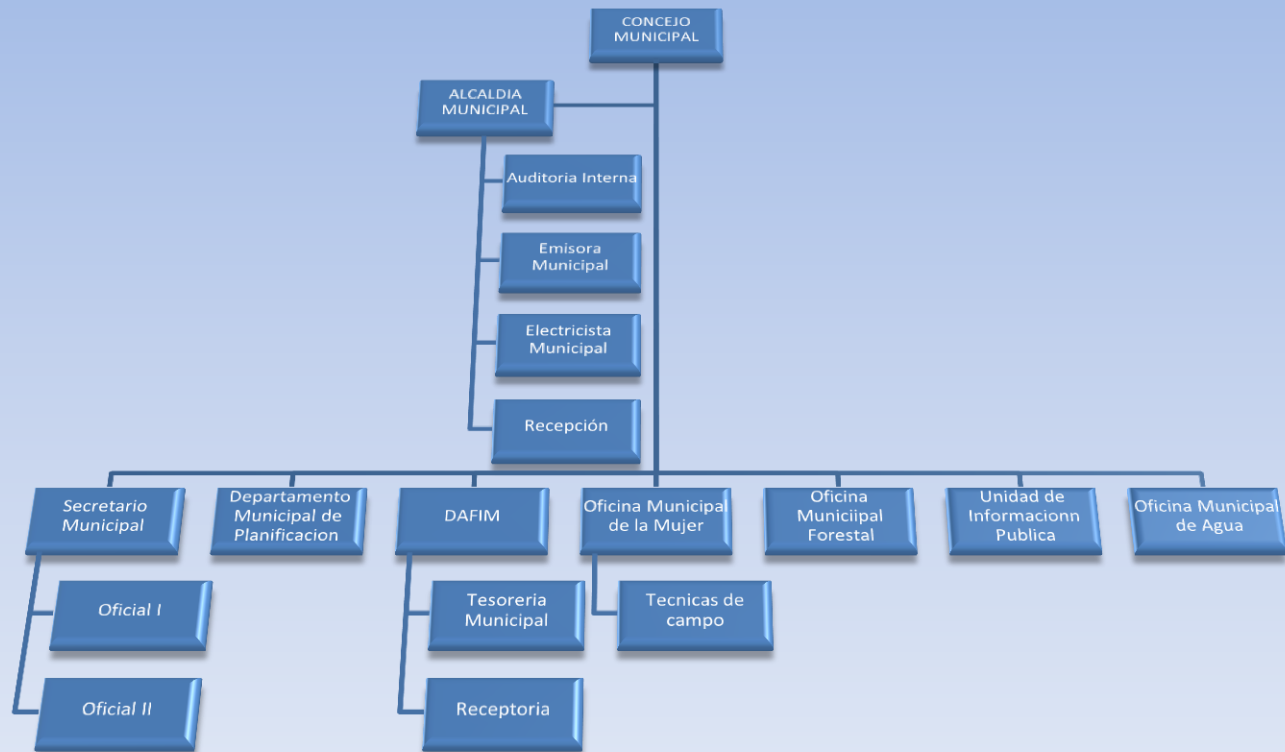 CONCEJO
MUNICIPAL
ALCALDIA
MUNICIPAL
Auditoria Interna
Emisora
Municipal
Electricista
Municipal
Recepción
Secretario
Municipal
Departamento
Municipal de
Planificacion
DAFIM
Oficina Municipal
de la Mujer
Oficina
Municiipal
Forestal
Unidad de
Informacionn
Publica
Oficina Municipal
de Agua
Oficial I
Oficial II
Tesoreria
Municipal
Receptoria
Tecnicas de
campo